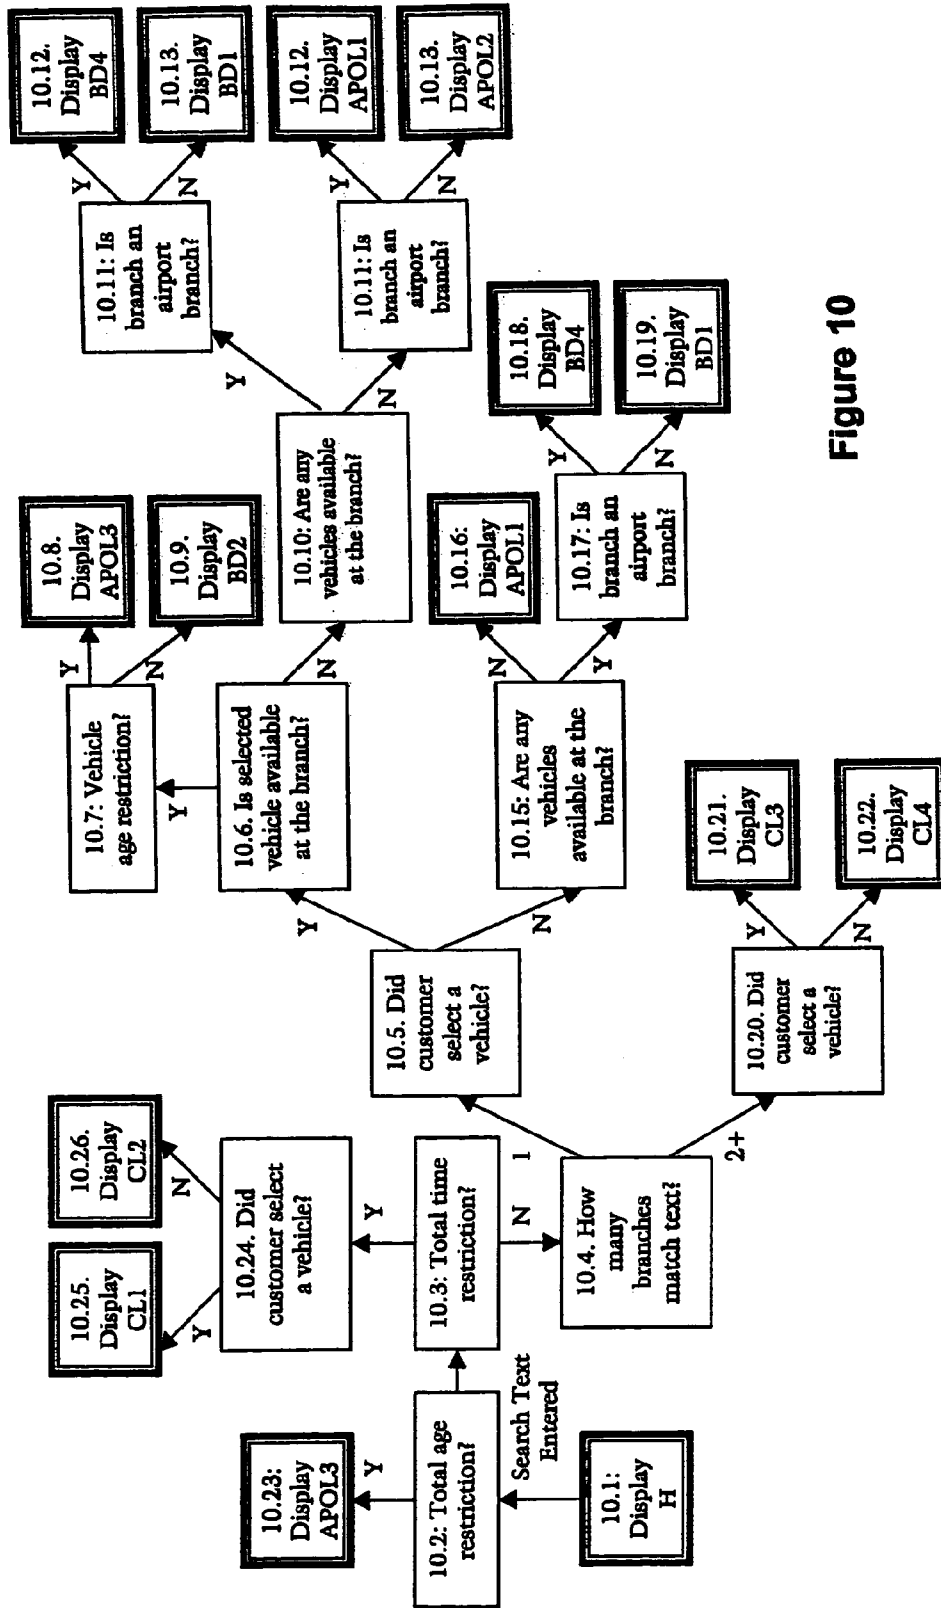 10.1:
Display
H
Search Text
Entered
10.2: Total age
restriction?
Y
10.23:
Display
APOL3
10.3: Total time
restriction?
Y
N
10.24. Did
customer select
a vehicle?
Y
N
10.25.
Display
CL1
10.26.
Display
CL2
10.4. How
many
branches
match text?
1
2+
10.5. Did
customer
select a
vehicle?
Y
N
10.6. Is selected
vehicle available
at the branch?
Y
N
10.7: Vehicle
age restriction?
Y
N
10.8.
Display
APOL3
10.9.
Display
BD2
10.10: Are any
vehicles available
at the branch?
Y
N
10.11: Is
branch an
airport
branch?
Y
N
10.12.
Display
BD4
10.13.
Display
BD1
10.11: Is
branch an
airport
branch?
Y
N
10.12.
Display
APOL1
10.13.
Display
APOL2
10.15: Are any
vehicles
available at the
branch?
N
Y
10.16:
Display
APOL1
10.17: Is
branch an
airport
branch?
Y
N
10.18.
Display
BD4
10.19.
Display
BD1
10.20. Did
customer
select a
vehicle?
Y
N
10.21.
Display
CL3
10.22.
Display
CL4
Figure 10